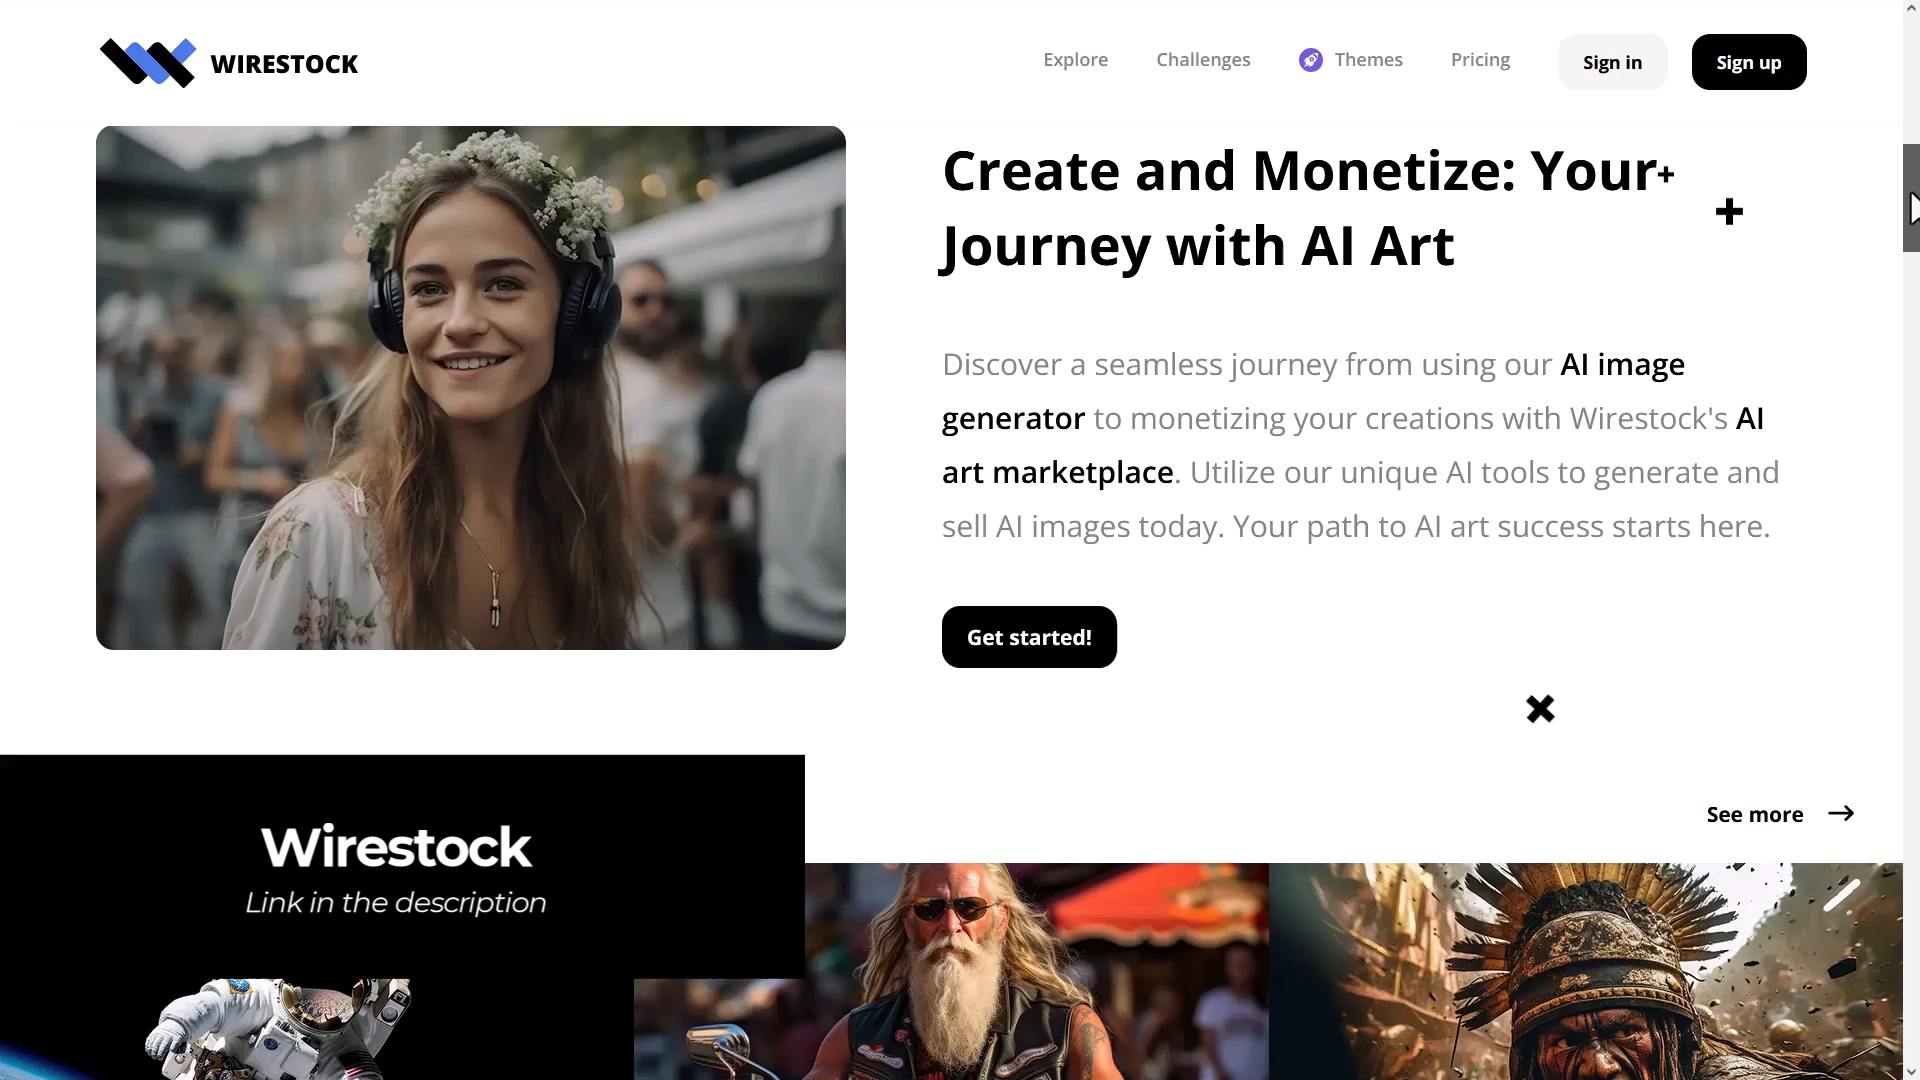 WIRESTOCK
Explore
Challenges
Themes
Pricing
Sign in
Sign up
Create and Monetize: Your
Journey with AI Art
Discover a seamless journey from using our AI image
generator to monetizing your creations with Wirestock's AI
art marketplace. Utilize our unique AI tools to generate and
sell AI images today. Your path to AI art success starts here.
Get started!
See more
Wirestock
Link in the description